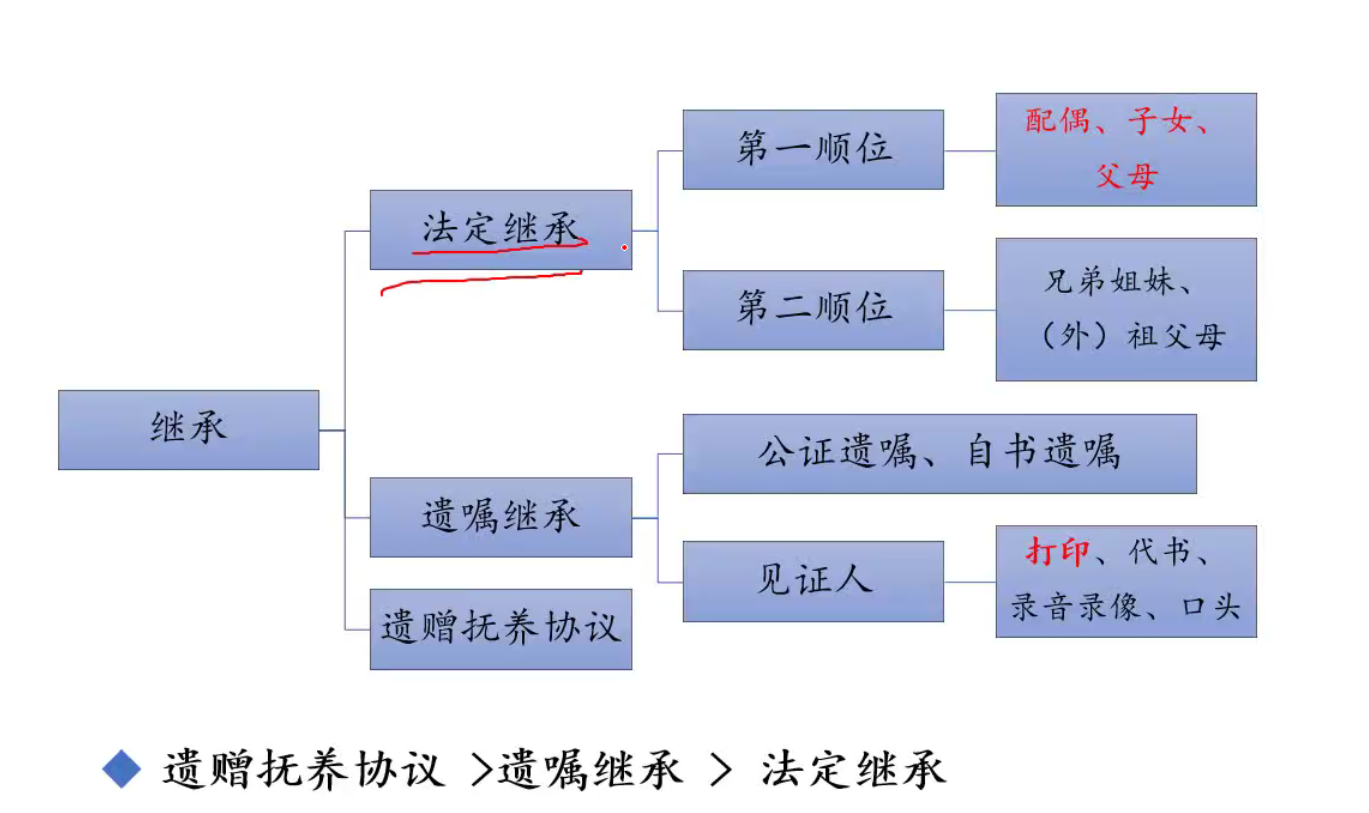 继承
法定继承
第一顺位
配偶、子女、
父母
第二顺位
兄弟姐妹、
（外）祖父母
遗嘱继承
公证遗嘱、自书遗嘱
见证人
打印、代书、
录音录像、口头
遗赠抚养协议
遗赠抚养协议 >遗嘱继承 > 法定继承